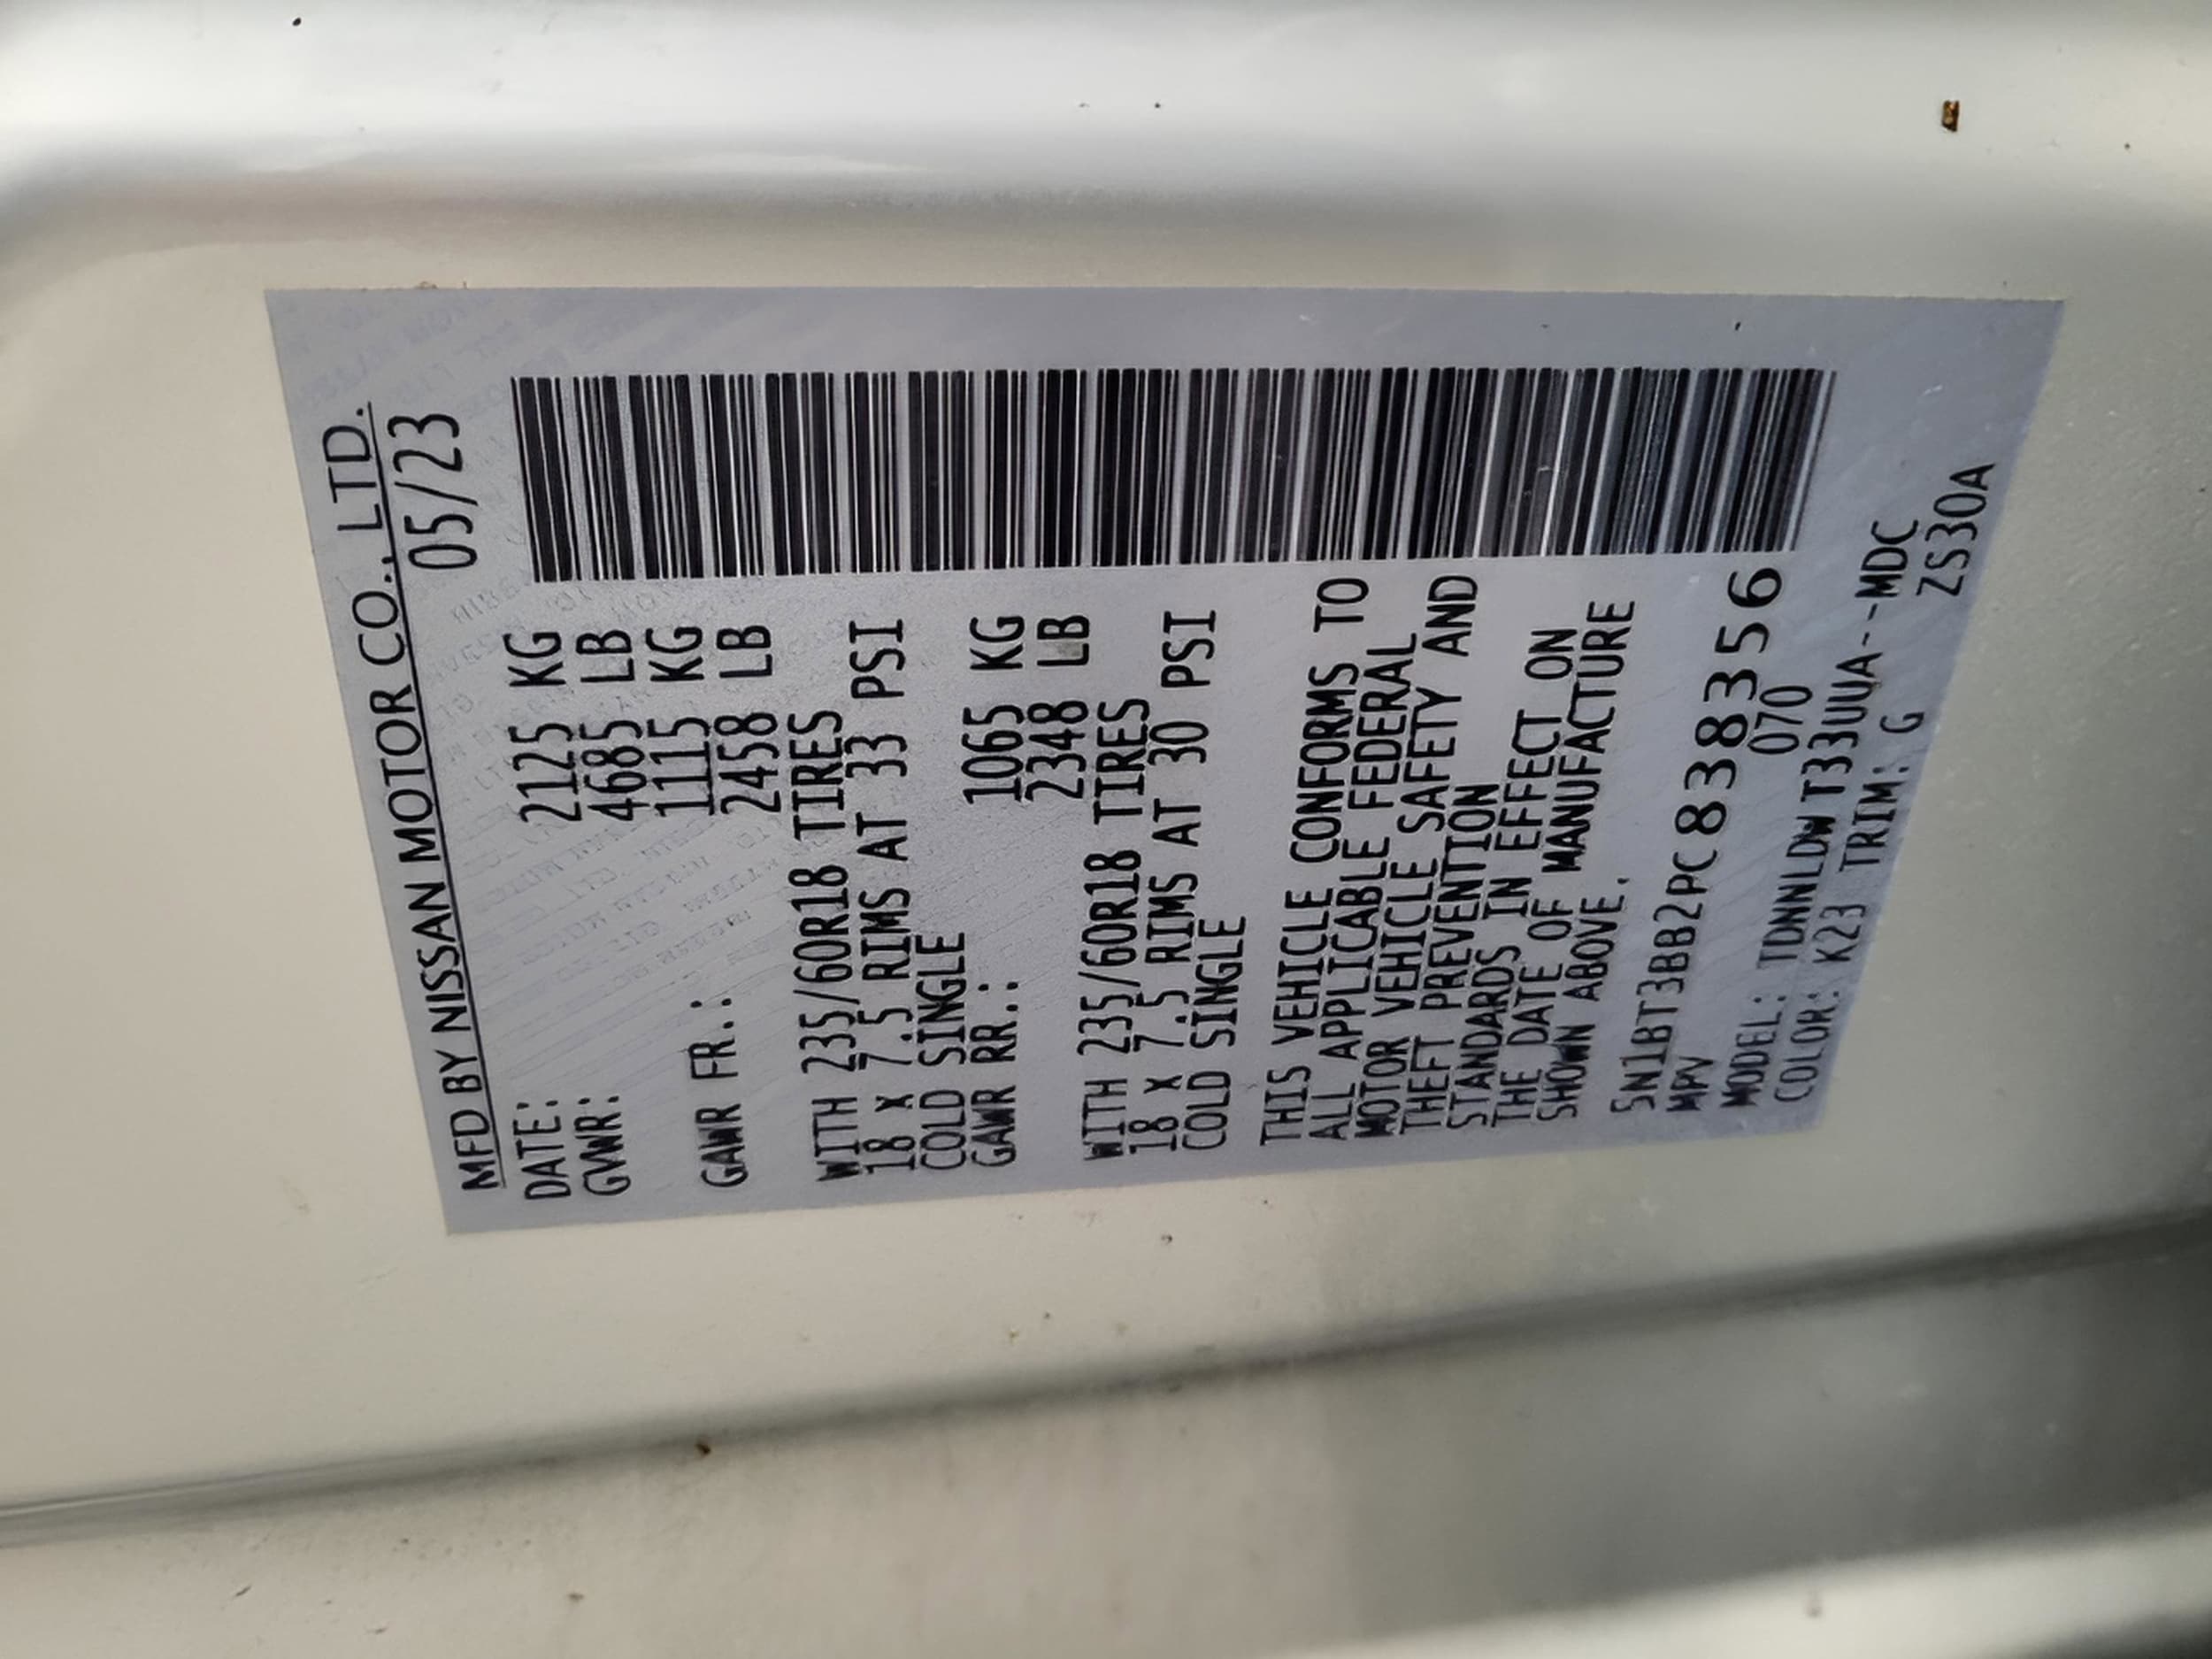 MFD BY NISSAN MOTOR CO., LTD.
DATE: 05/23
GVWR: 2125 KG
4685 LB
GAWR FR.: 1115 KG
2458 LB
WITH 235/60R18 TIRES
18 x 7.5 RIMS AT 33 PSI
COLD SINGLE
GAWR RR.: 1065 KG
2348 LB
WITH 235/60R18 TIRES
18 x 7.5 RIMS AT 30 PSI
COLD SINGLE
THIS VEHICLE CONFORMS TO
ALL APPLICABLE FEDERAL
MOTOR VEHICLE SAFETY AND
THEFT PREVENTION
STANDARDS IN EFFECT ON
THE DATE OF MANUFACTURE
SHOWN ABOVE.
5N1BT3BB2PC838356
MPV 070
MODEL: TDNNLDWT33UUA--MDC
COLOR: K23 TRIM: G ZS30A